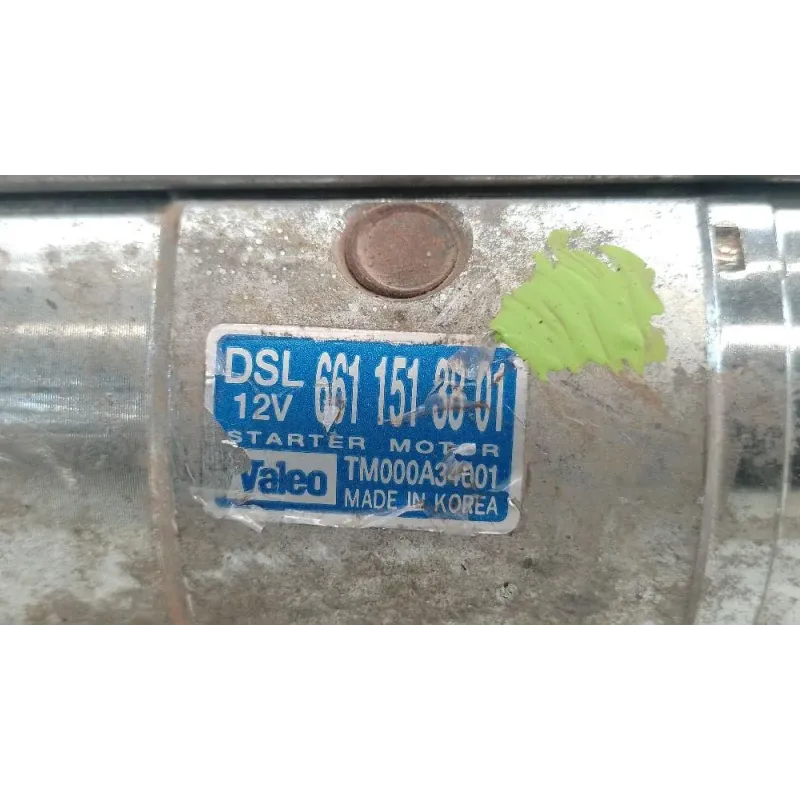 DSL 661 151 38 01
12V
STARTER MOTOR
Valeo TM000A34601
MADE IN KOREA